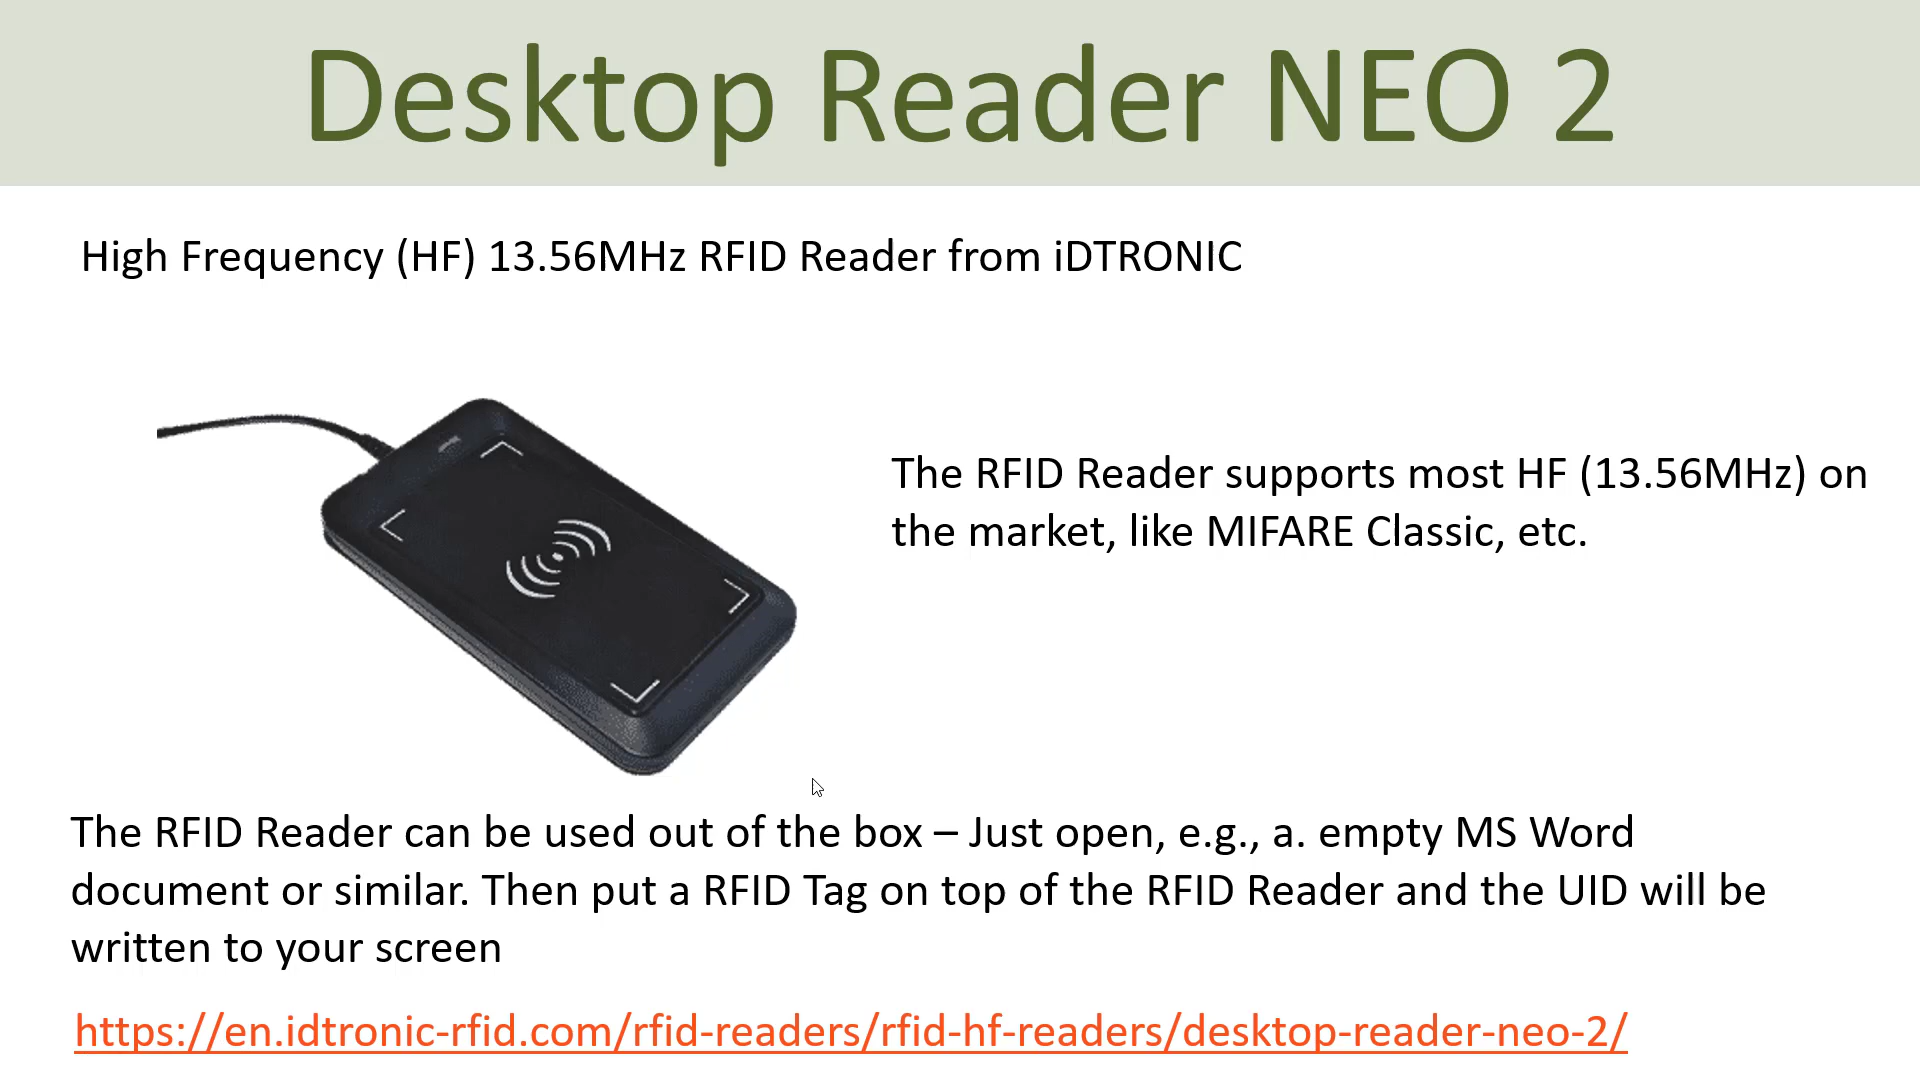 Desktop Reader NEO 2
High Frequency (HF) 13.56MHz RFID Reader from iDTRONIC
The RFID Reader supports most HF (13.56MHz) on
the market, like MIFARE Classic, etc.
The RFID Reader can be used out of the box – Just open, e.g., a. empty MS Word
document or similar. Then put a RFID Tag on top of the RFID Reader and the UID will be
written to your screen
https://en.idtronic-rfid.com/rfid-readers/rfid-hf-readers/desktop-reader-neo-2/